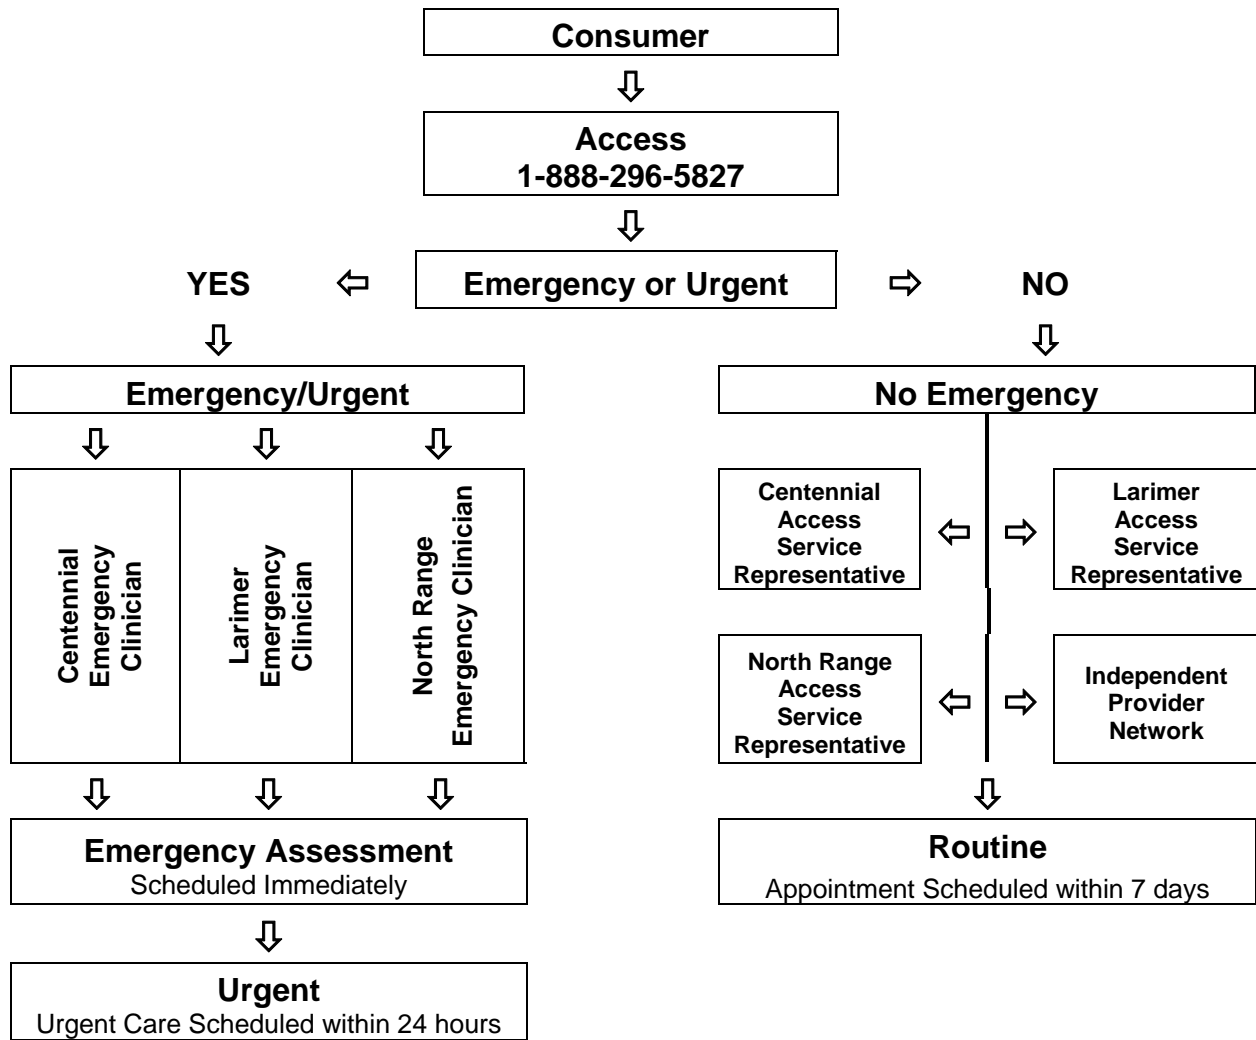 Consumer
Access
1-888-296-5827
YES
Emergency or Urgent
NO
Emergency/Urgent
No Emergency
Centennial
Emergency
Clinician
Larimer
Emergency
Clinician
North Range
Emergency Clinician
Centennial
Access
Service
Representative
Larimer
Access
Service
Representative
North Range
Access
Service
Representative
Independent
Provider
Network
Emergency Assessment
Scheduled Immediately
Routine
Appointment Scheduled within 7 days
Urgent
Urgent Care Scheduled within 24 hours